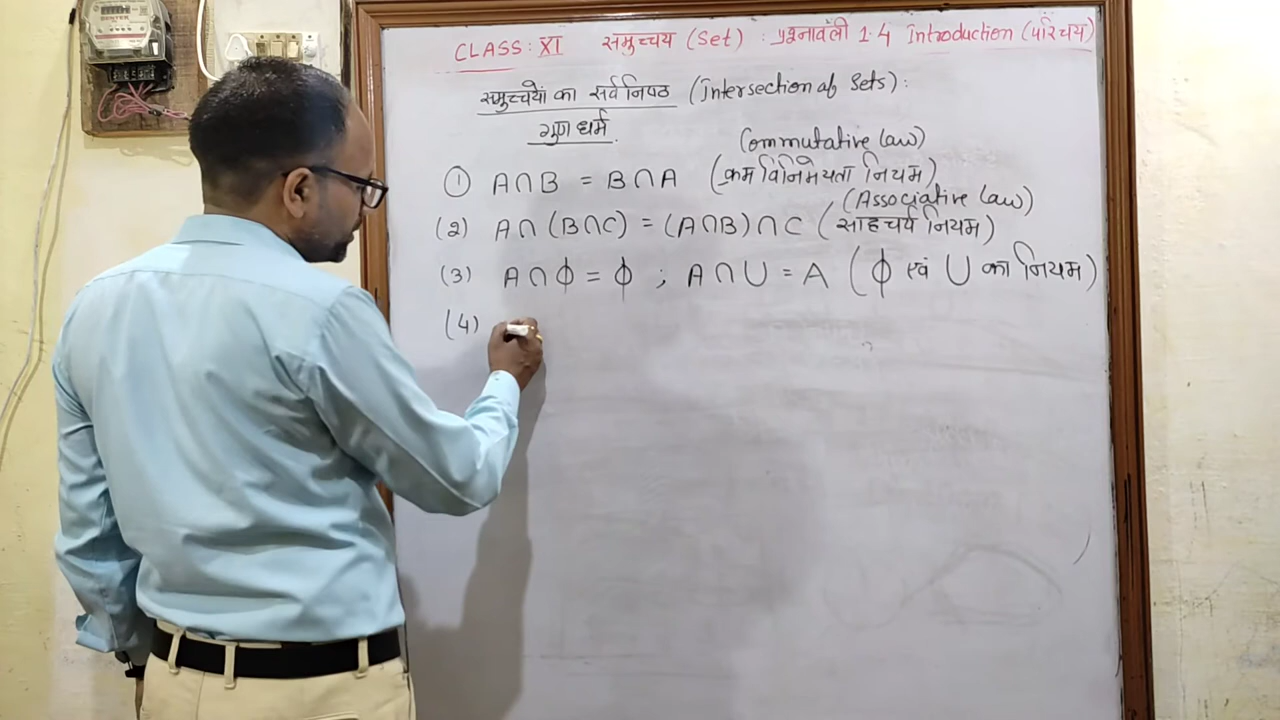 CLASS: XI समुच्चय (Set) : प्रश्नावली 1.4 Introduction (परिचय)
समुच्चयों का सर्वनिष्ठ (Intersection of Sets) :
गुण धर्म.
Commutative Law)
① A∩B = B∩A (क्रम विनिमेयता नियम)
(Associative Law)
(2) A∩(B∩C) = (A∩B)∩C (साहचर्य नियम)
(3) A∩ϕ = ϕ ; A∩U = A (ϕ एवं U का नियम)
(4)